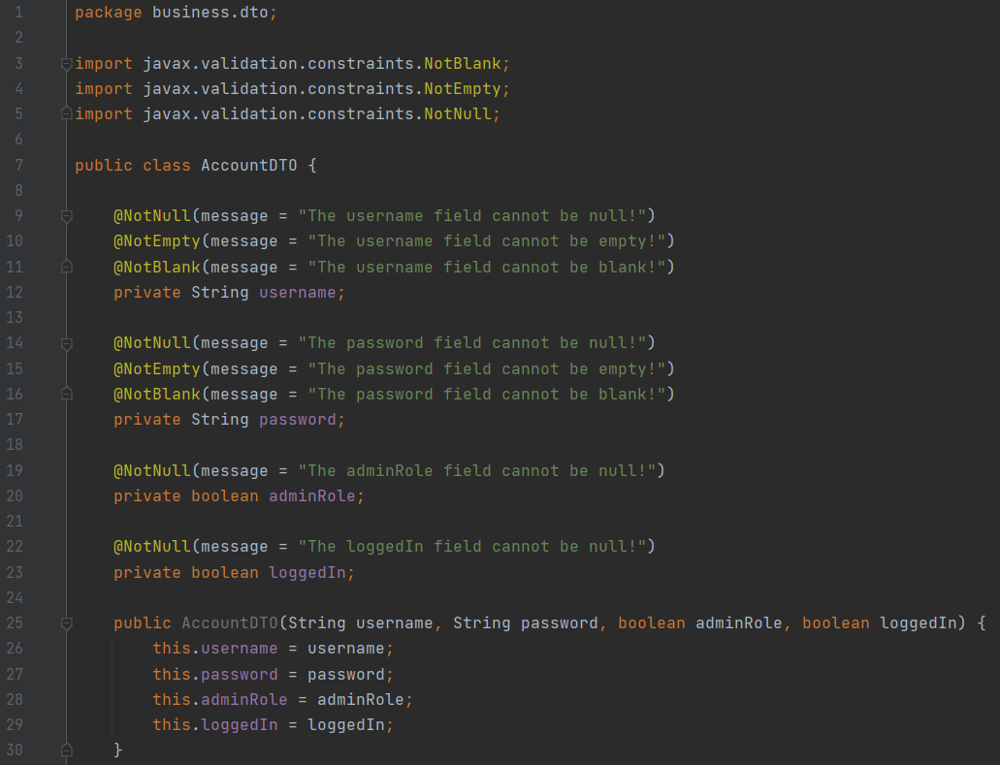 1 package business.dto;
2
3 import javax.validation.constraints.NotBlank;
4 import javax.validation.constraints.NotEmpty;
5 import javax.validation.constraints.NotNull;
6
7 public class AccountDTO {
8
9 @NotNull(message = "The username field cannot be null!")
10 @NotEmpty(message = "The username field cannot be empty!")
11 @NotBlank(message = "The username field cannot be blank!")
12 private String username;
13
14 @NotNull(message = "The password field cannot be null!")
15 @NotEmpty(message = "The password field cannot be empty!")
16 @NotBlank(message = "The password field cannot be blank!")
17 private String password;
18
19 @NotNull(message = "The adminRole field cannot be null!")
20 private boolean adminRole;
21
22 @NotNull(message = "The loggedIn field cannot be null!")
23 private boolean loggedIn;
24
25 public AccountDTO(String username, String password, boolean adminRole, boolean loggedIn) {
26 this.username = username;
27 this.password = password;
28 this.adminRole = adminRole;
29 this.loggedIn = loggedIn;
30 }